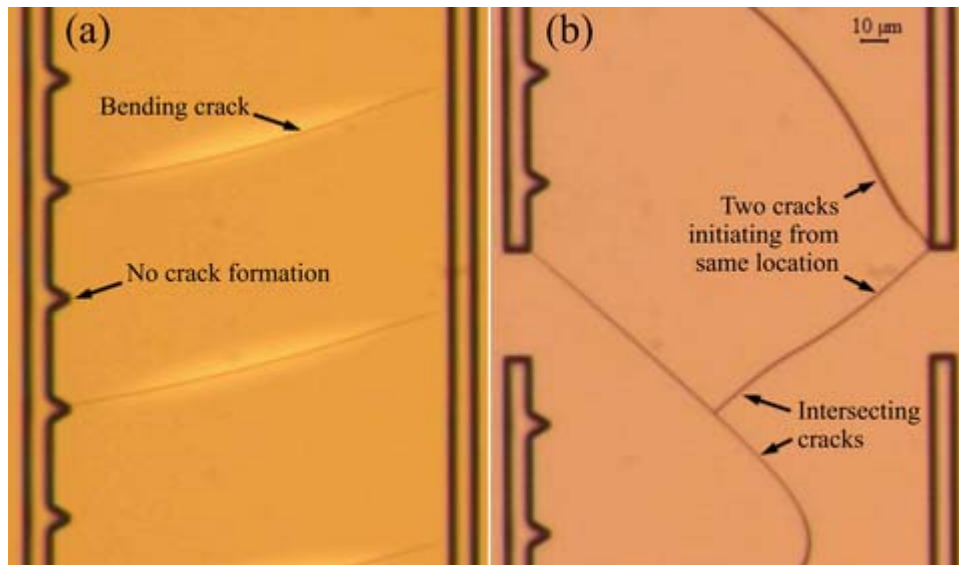 (a)
Bending crack
No crack formation
(b)
10 μm
Two cracks
initiating from
same location
Intersecting
cracks